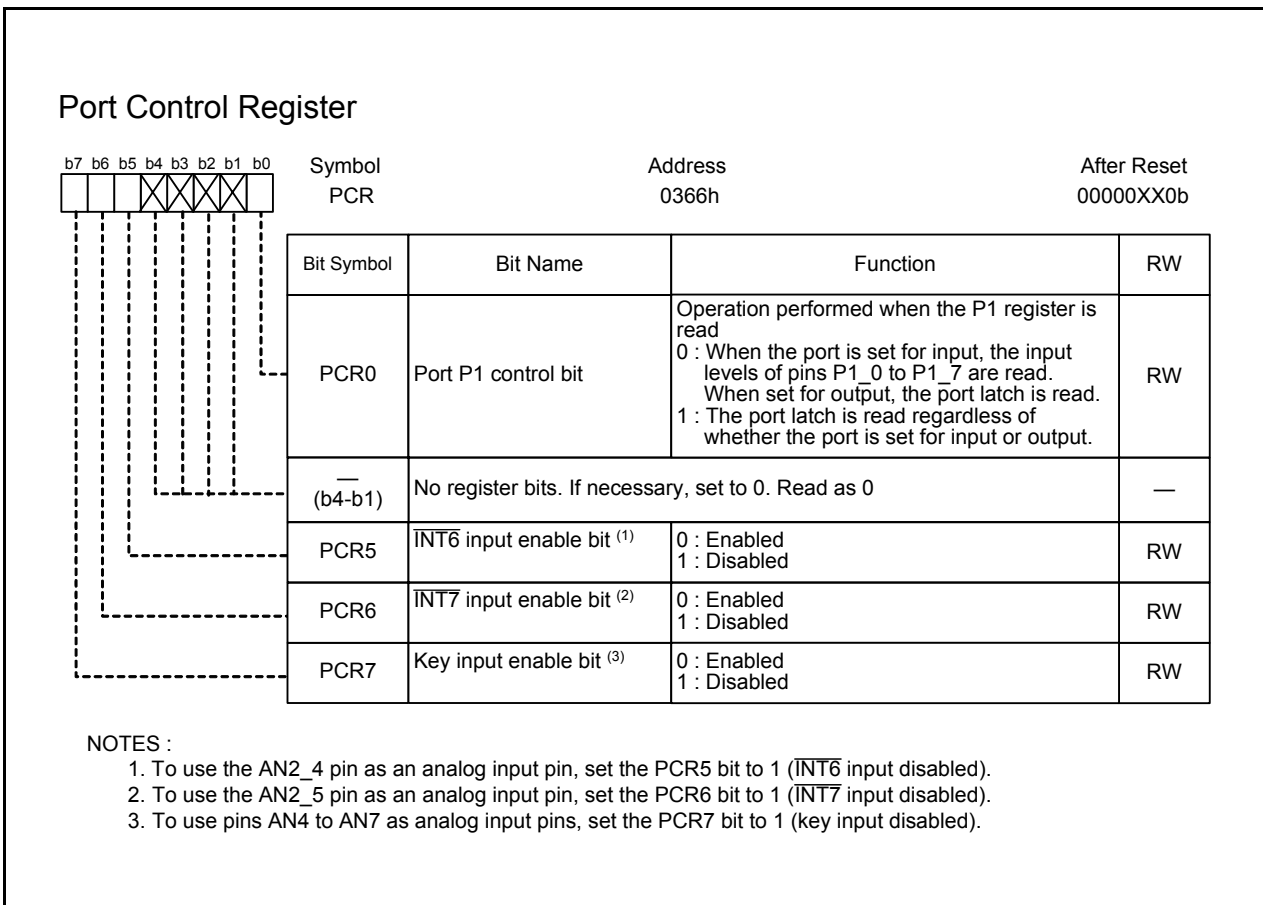 Port Control Register
b7 b6 b5 b4 b3 b2 b1 b0
Symbol Address After Reset
PCR 0366h 00000XX0b
Bit Symbol Bit Name Function RW
PCR0 Port P1 control bit
Operation performed when the P1 register is
read
0 : When the port is set for input, the input
levels of pins P1_0 to P1_7 are read.
When set for output, the port latch is read.
1 : The port latch is read regardless of
whether the port is set for input or output.
RW
—
(b4-b1)
No register bits. If necessary, set to 0. Read as 0
—
PCR5
I̅N̅T̅6̅ input enable bit (1)
0 : Enabled
1 : Disabled
RW
PCR6
I̅N̅T̅7̅ input enable bit (2)
0 : Enabled
1 : Disabled
RW
PCR7
Key input enable bit (3)
0 : Enabled
1 : Disabled
RW
NOTES :
1. To use the AN2_4 pin as an analog input pin, set the PCR5 bit to 1 (I̅N̅T̅6̅ input disabled).
2. To use the AN2_5 pin as an analog input pin, set the PCR6 bit to 1 (I̅N̅T̅7̅ input disabled).
3. To use pins AN4 to AN7 as analog input pins, set the PCR7 bit to 1 (key input disabled).